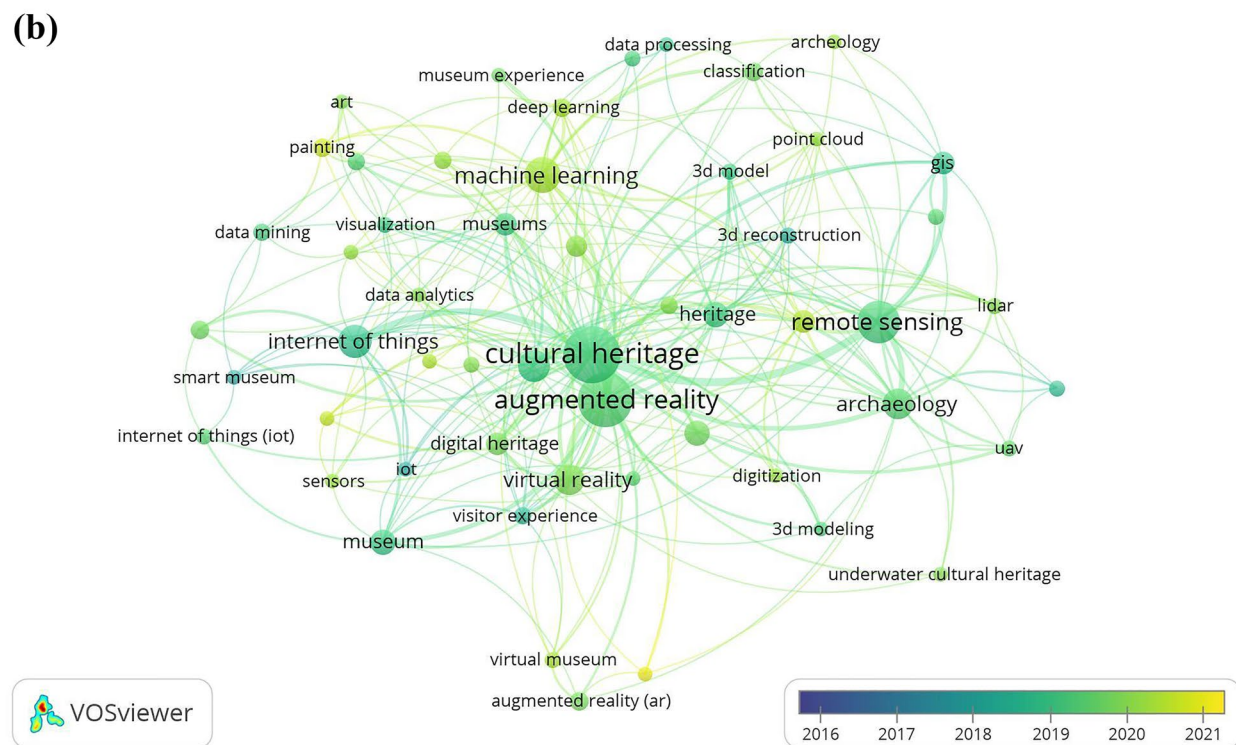 (b)
data processing
archeology
museum experience
classification
art
deep learning
painting
point cloud
gis
machine learning
3d model
data mining
visualization
museums
3d reconstruction
data analytics
heritage
lidar
remote sensing
internet of things
cultural heritage
smart museum
augmented reality
archaeology
internet of things (iot)
digital heritage
uav
iot
sensors
virtual reality
digitization
visitor experience
3d modeling
museum
underwater cultural heritage
virtual museum
augmented reality (ar)
VOSviewer
2016 2017 2018 2019 2020 2021